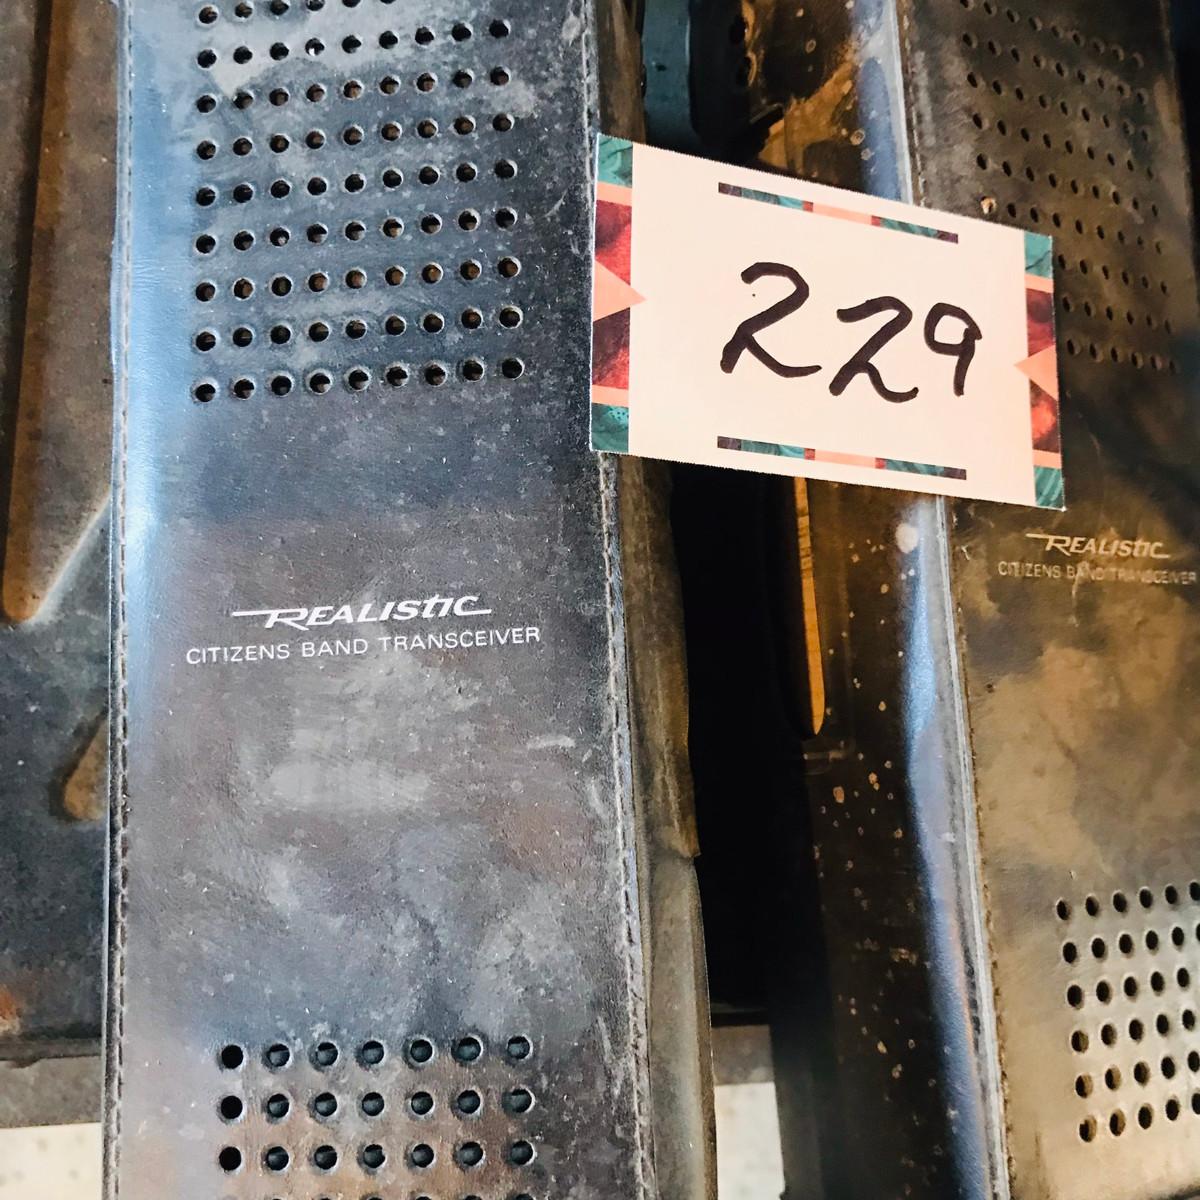 229
REALISTIC
CITIZENS BAND TRANSCEIVER
REALISTIC
CITIZENS BAND TRANSCEIVER